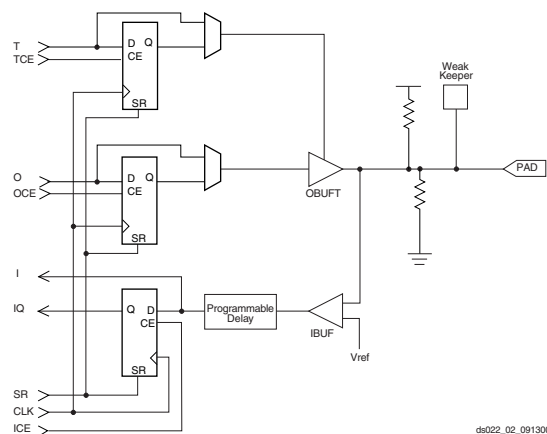 T
TCE
D Q
CE
SR
Weak
Keeper
O
OCE
D Q
CE
SR
OBUFT
PAD
I
IQ
Q D
CE
SR
Programmable
Delay
IBUF
Vref
SR
CLK
ICE
ds022_02_091300